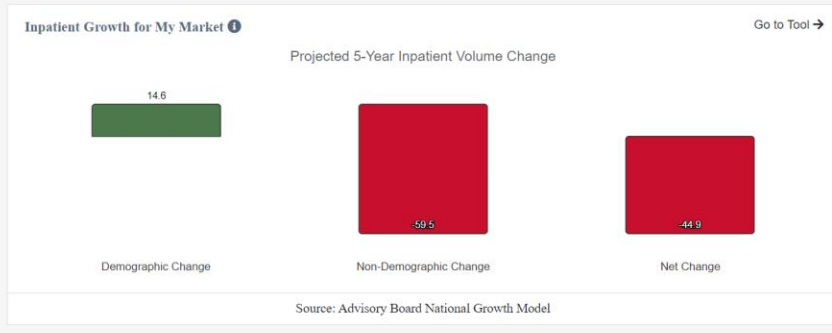 Inpatient Growth for My Market
Go to Tool →
Projected 5-Year Inpatient Volume Change
14.6
-59.5
-44.9
Demographic Change
Non-Demographic Change
Net Change
Source: Advisory Board National Growth Model